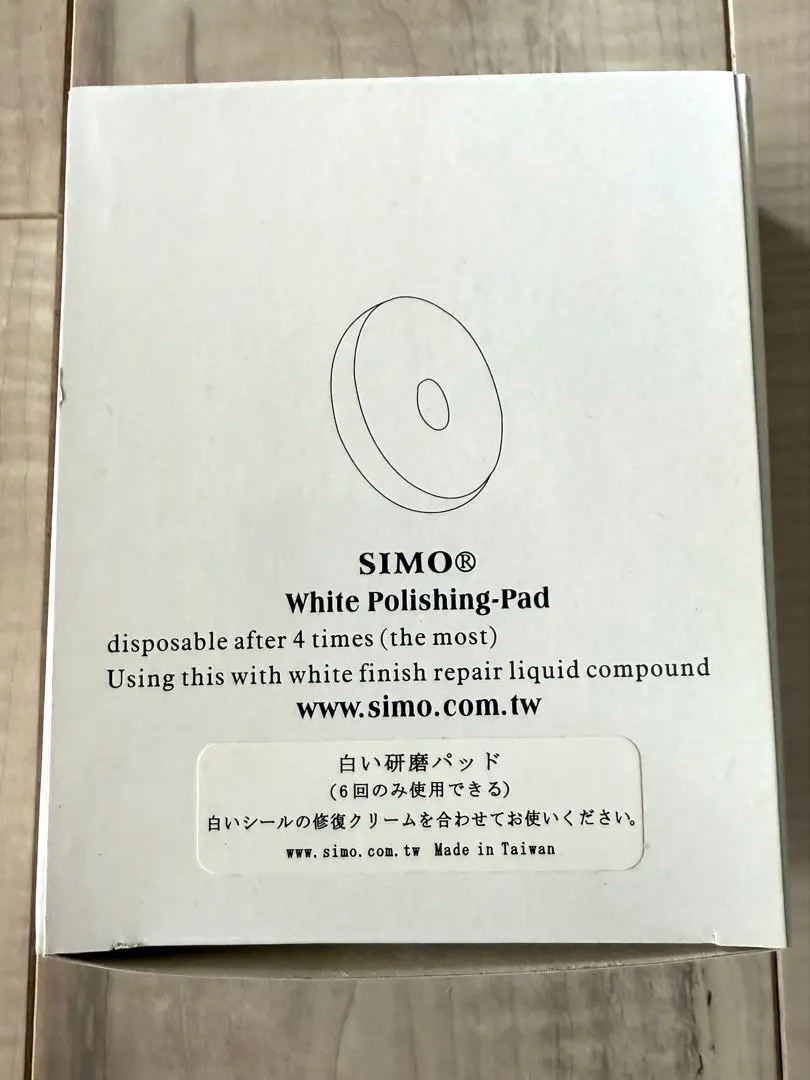 SIMO®
White Polishing-Pad
disposable after 4 times (the most)
Using this with white finish repair liquid compound
www.simo.com.tw
白い研磨パッド
(6回のみ使用できる)
白いシールの修復クリームを合わせてお使いください。
www.simo.com.tw Made in Taiwan